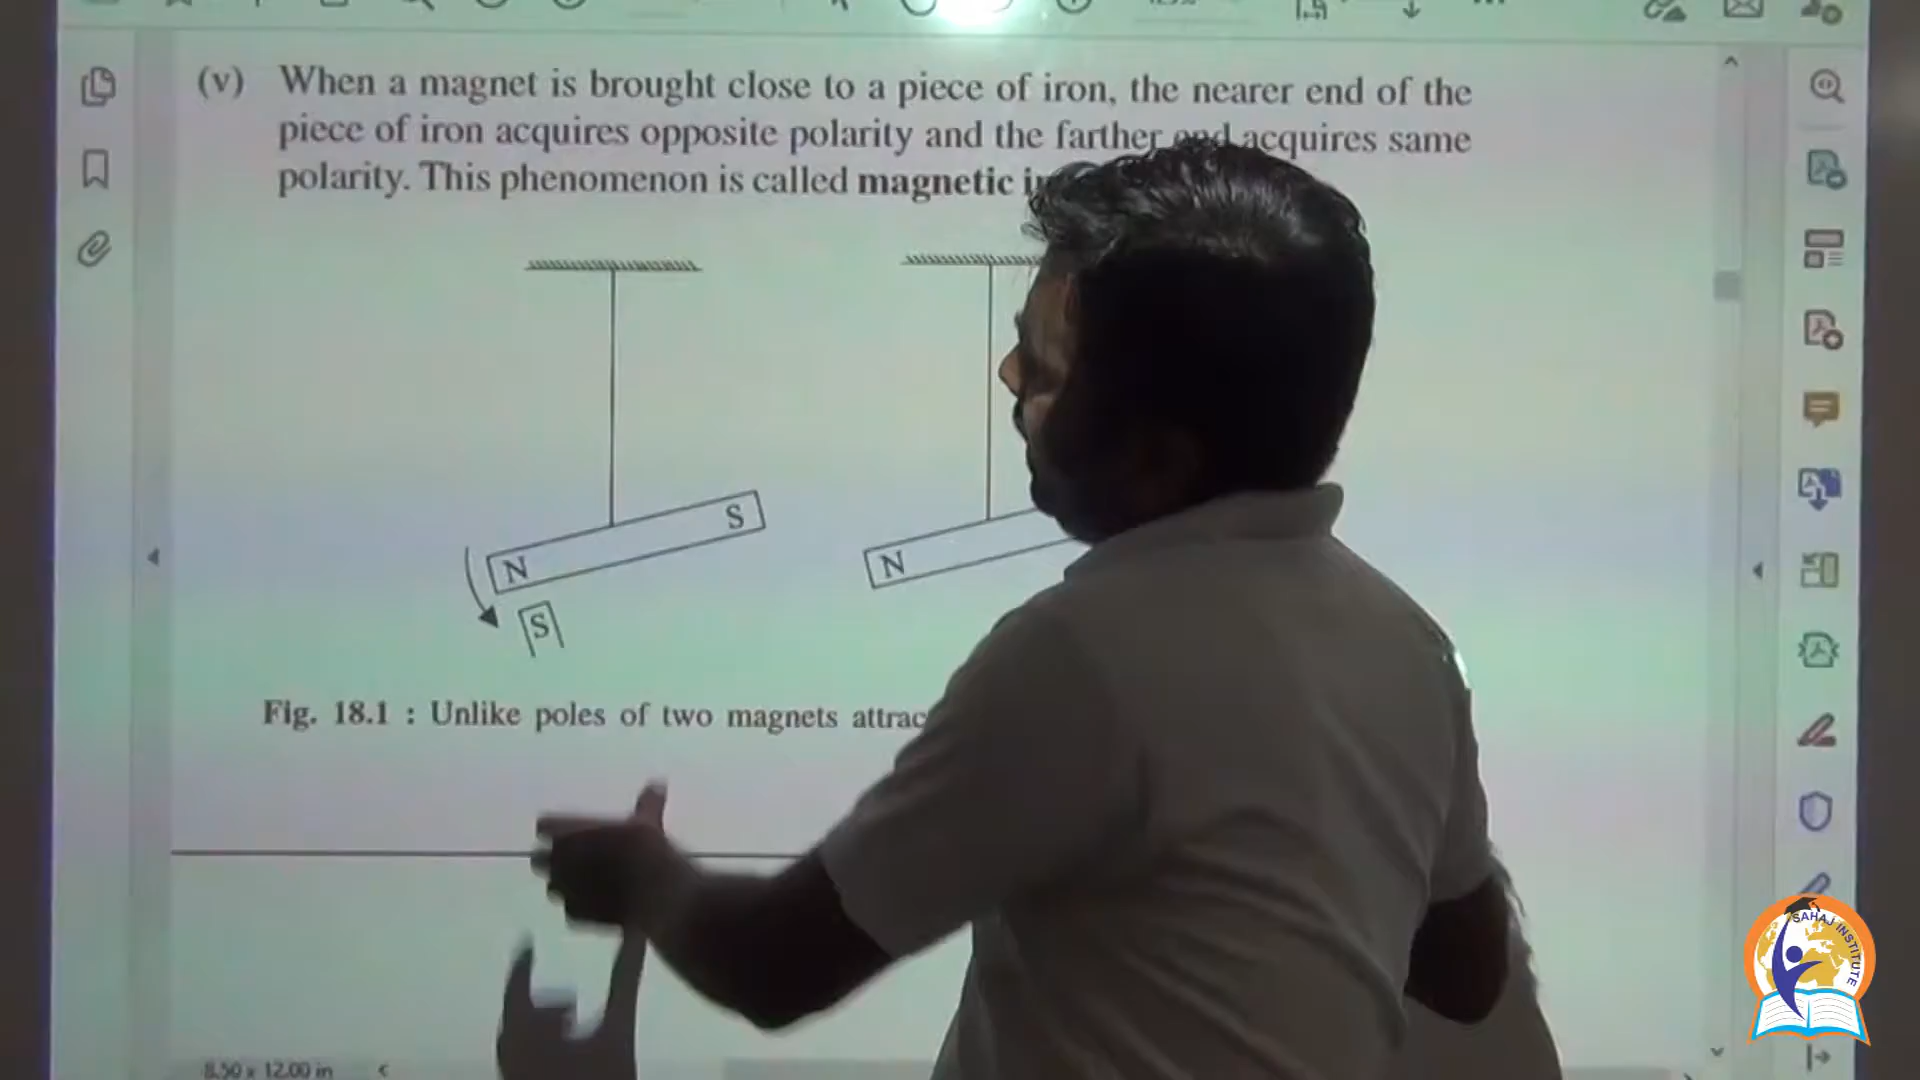 (v) When a magnet is brought close to a piece of iron, the nearer end of the
piece of iron acquires opposite polarity and the farther end acquires same
polarity. This phenomenon is called magnetic
S
N
N
S
Fig. 18.1 : Unlike poles of two magnets
8.50 x 12.00 in
SAHAJ INSTITUTE